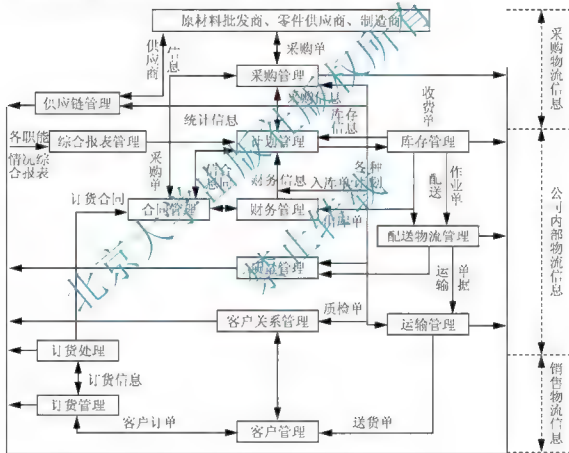 原材料批发商、零件供应商、制造商
供应商
信息
采购单
采购管理
供应链管理
收费单
统计信息
库存信息
各职能
情况综合报表
综合报表管理
计划管理
库存管理
采购单
财务信息
各种
入库单计划
配送
作业单
订货合同
合同管理
财务管理
配送物流管理
运输
单据
质检单
客户关系管理
运输管理
订货处理
订货信息
订货管理
客户订单
客户管理
送货单
采购物流信息
公司内部物流信息
销售物流信息